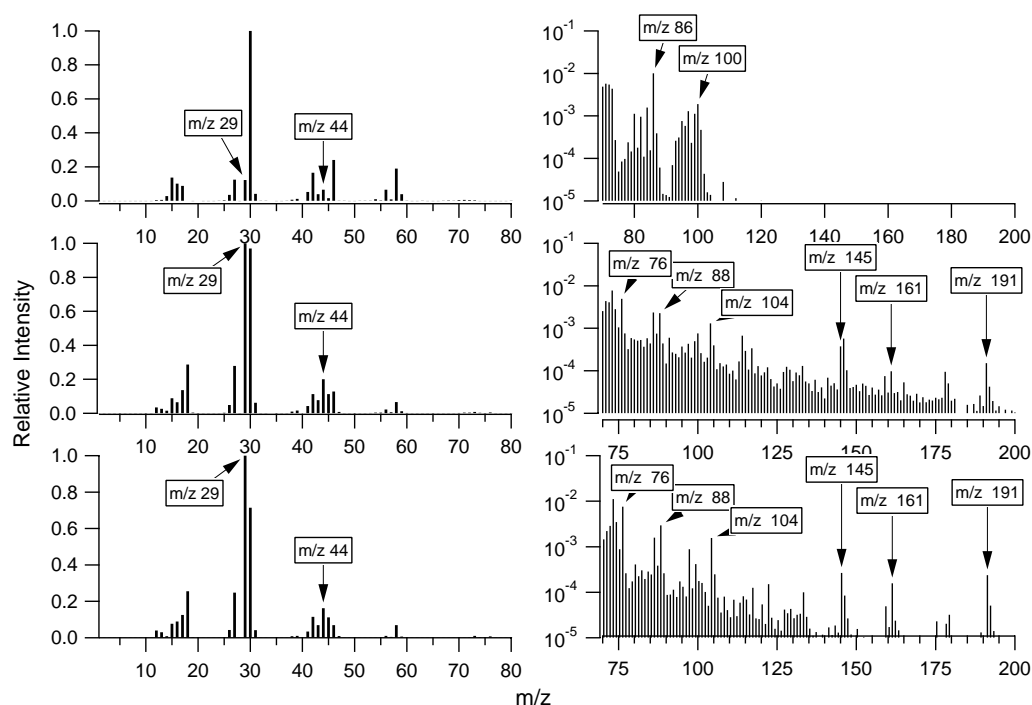 1.0
0.8
0.6
0.4
0.2
0.0
m/z 29
m/z 44
10 20 30 40 50 60 70 80
10-1
10-2
10-3
10-4
10-5
m/z 86
m/z 100
80 100 120 140 160 180 200
Relative Intensity
1.0
0.8
0.6
0.4
0.2
0.0
m/z 29
m/z 44
10 20 30 40 50 60 70 80
10-1
10-2
10-3
10-4
10-5
m/z 76
m/z 88
m/z 104
m/z 145
m/z 161
m/z 191
75 100 125 150 175 200
1.0
0.8
0.6
0.4
0.2
0.0
m/z 29
m/z 44
10 20 30 40 50 60 70 80
10-1
10-2
10-3
10-4
10-5
m/z 76
m/z 88
m/z 104
m/z 145
m/z 161
m/z 191
75 100 125 150 175 200
m/z